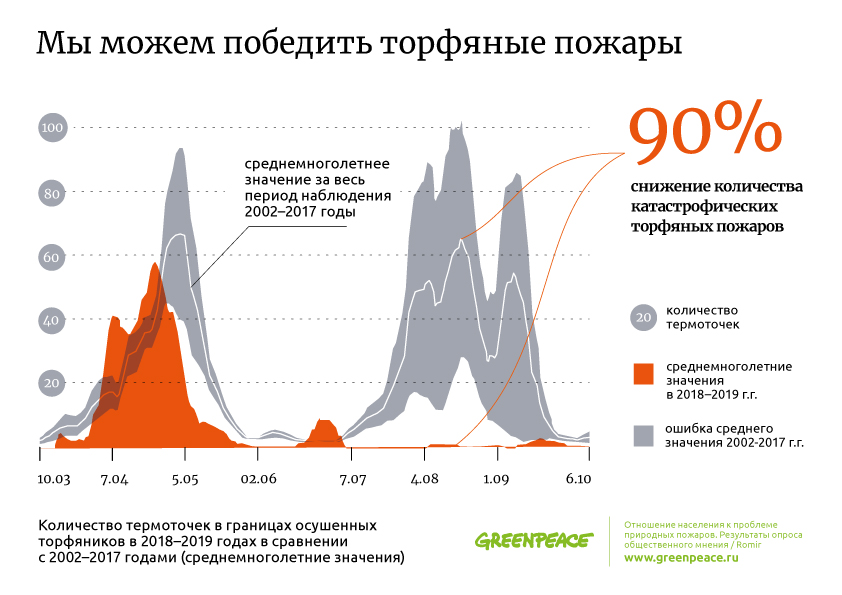 Мы можем победить торфяные пожары
100
80
60
40
20
среднемноголетнее
значение за весь
период наблюдения
2002–2017 годы
90%
снижение количества
катастрофических
торфяных пожаров
20
количество
термоточек
среднемноголетние
значения
в 2018–2019 г.г.
ошибка среднего
значения 2002-2017 г.г.
10.03 7.04 5.05 02.06 7.07 4.08 1.09 6.10
Количество термоточек в границах осушенных
торфяников в 2018–2019 годах в сравнении
с 2002–2017 годами (среднемноголетние значения)
GREENPEACE
Отношение населения к проблеме
природных пожаров. Результаты опроса
общественного мнения / Romir
www.greenpeace.ru